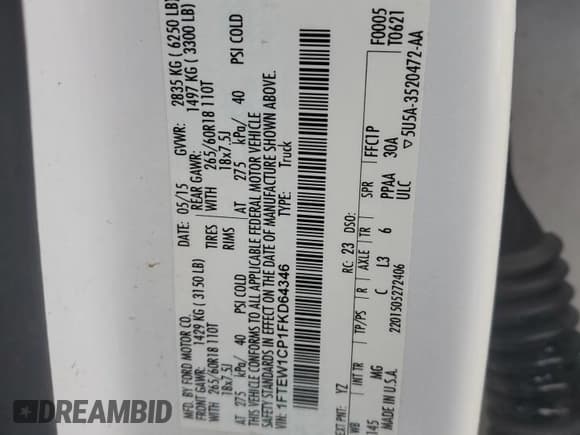 MFD. BY FORD MOTOR CO.
DATE: 05/15 GVWR: 2835 KG ( 6250 LB)
FRONT GAWR: 1429 KG ( 3150 LB) REAR GAWR: 1497 KG ( 3300 LB)
WITH 265/60R18 110T TIRES WITH 265/60R18 110T
18x7.5J RIMS 18x7.5J
AT 275 kPa/ 40 PSI COLD AT 275 kPa/ 40 PSI COLD
THIS VEHICLE CONFORMS TO ALL APPLICABLE FEDERAL MOTOR VEHICLE
SAFETY STANDARDS IN EFFECT ON THE DATE OF MANUFACTURE SHOWN ABOVE.
VIN: 1FTEW1CP1FKD64346
TYPE: Truck
F0005
T0621
EXT PNT: YZ RC: 23 DSO:
WB INT TR TP/PS R AXLE TR SPR FFC1P
145 MG C L3 6 PPAA 30A
MADE IN U.S.A. 2201505272406 ULC ▽5U5A-3520472-AA
DREAMBID
dreambid.com